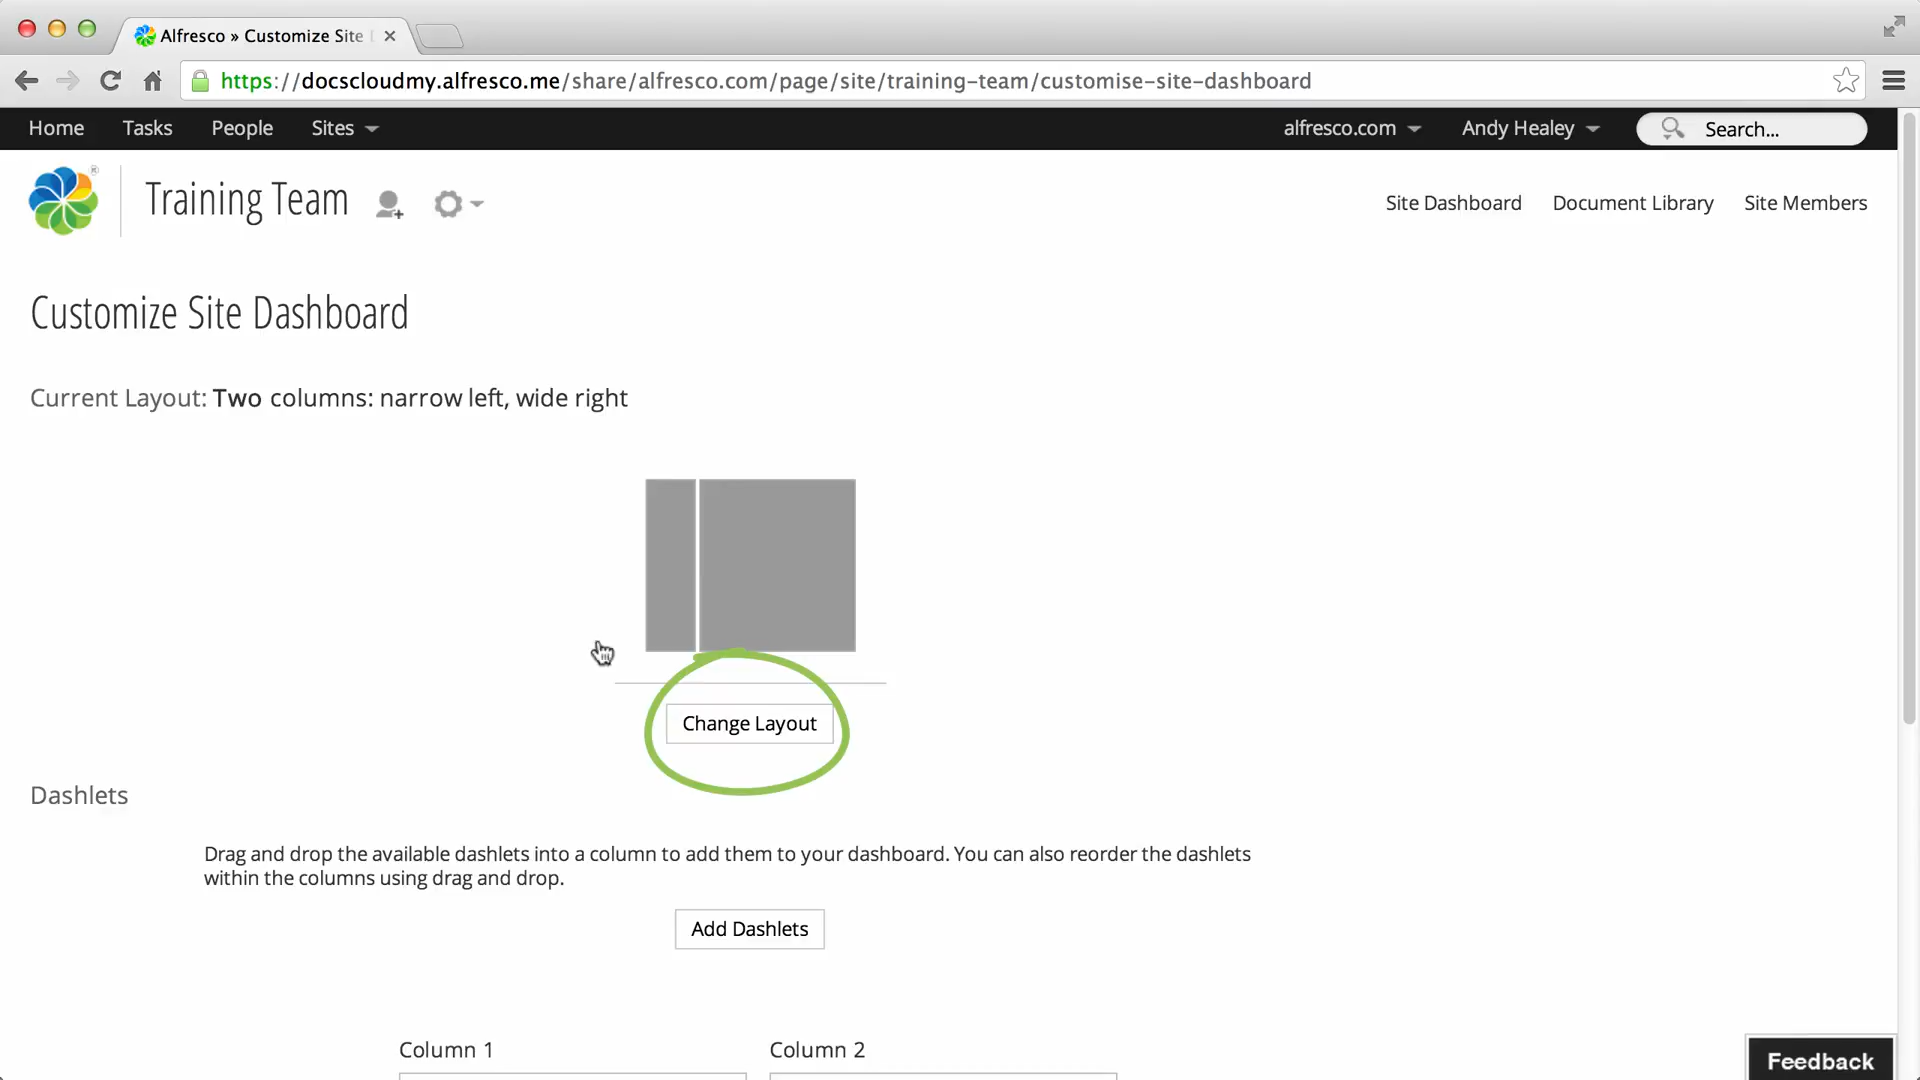 Alfresco » Customize Site
https://docscloudmy.alfresco.me/share/alfresco.com/page/site/training-team/customise-site-dashboard
Home Tasks People Sites alfresco.com Andy Healey Search...
Training Team Site Dashboard Document Library Site Members
Customize Site Dashboard
Current Layout: Two columns: narrow left, wide right
Change Layout
Dashlets
Drag and drop the available dashlets into a column to add them to your dashboard. You can also reorder the dashlets
within the columns using drag and drop.
Add Dashlets
Column 1 Column 2
Feedback